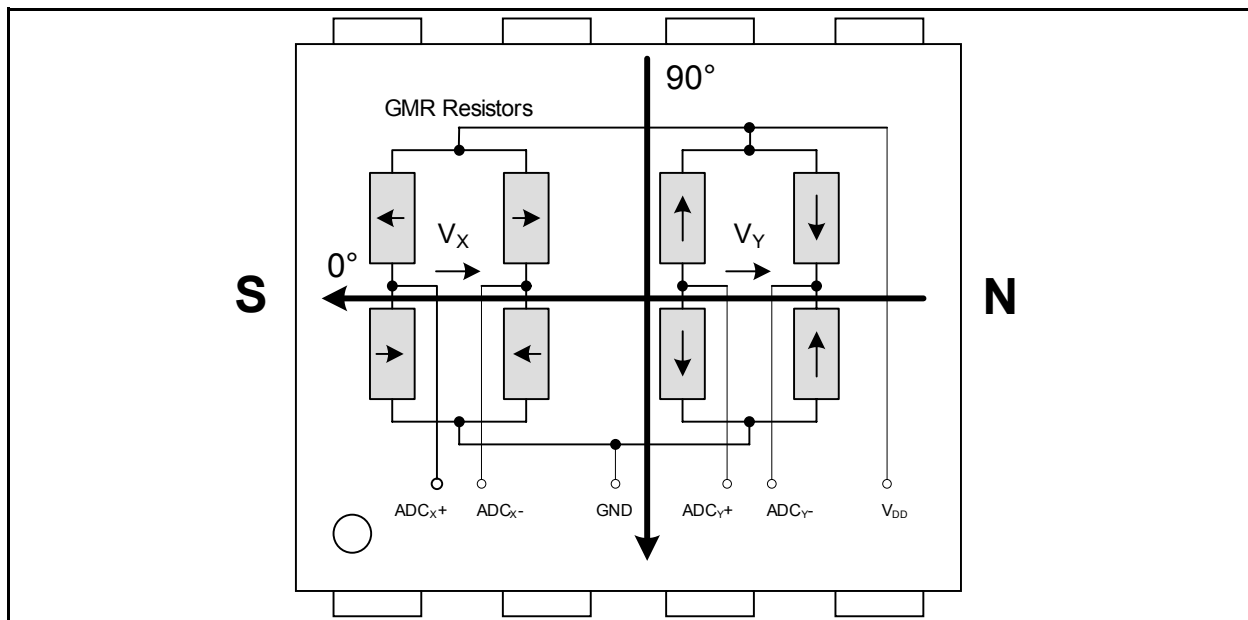 90°
GMR Resistors
V_X
V_Y
0°
S
N
ADC_X+
ADC_X-
GND
ADC_Y+
ADC_Y-
V_DD